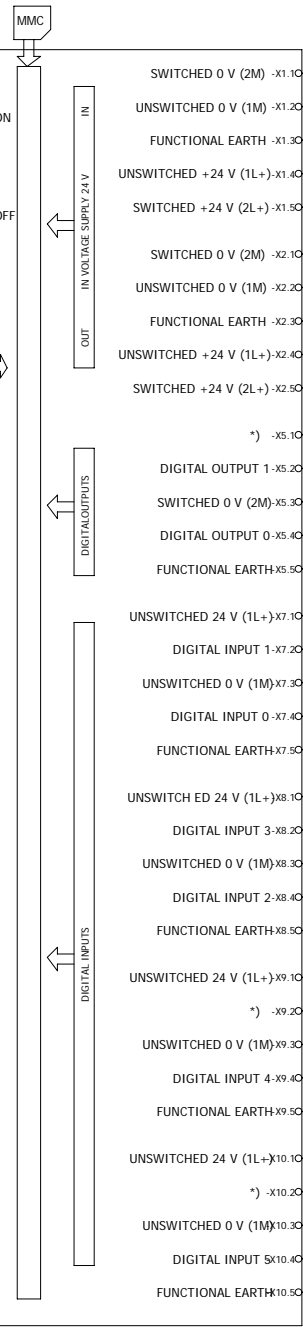 MMC
SWITCHED 0 V (2M) -X1.1
ON
IN
UNSWITCHED 0 V (1M) -X1.2
FUNCTIONAL EARTH -X1.3
UNSWITCHED +24 V (1L+) -X1.4
OFF
IN VOLTAGE SUPPLY 24 V
SWITCHED +24 V (2L+) -X1.5
SWITCHED 0 V (2M) -X2.1
UNSWITCHED 0 V (1M) -X2.2
OUT
FUNCTIONAL EARTH -X2.3
UNSWITCHED +24 V (1L+) -X2.4
SWITCHED +24 V (2L+) -X2.5
*) -X5.1
DIGITAL OUTPUT 1-X5.2
DIGITALOUTPUTS
SWITCHED 0 V (2M)-X5.3
DIGITAL OUTPUT 0-X5.4
FUNCTIONAL EARTH-X5.5
UNSWITCHED 24 V (1L+)-X7.1
DIGITAL INPUT 1-X7.2
UNSWITCHED 0 V (1M)-X7.3
DIGITAL INPUT 0-X7.4
FUNCTIONAL EARTH-X7.5
UNSWITCH ED 24 V (1L+)-X8.1
DIGITAL INPUT 3-X8.2
UNSWITCHED 0 V (1M)-X8.3
DIGITAL INPUT 2-X8.4
FUNCTIONAL EARTH-X8.5
DIGITAL INPUTS
UNSWITCHED 24 V (1L+)-X9.1
*) -X9.2
UNSWITCHED 0 V (1M)-X9.3
DIGITAL INPUT 4-X9.4
FUNCTIONAL EARTH-X9.5
UNSWITCHED 24 V (1L+)-X10.1
*) -X10.2
UNSWITCHED 0 V (1M)-X10.3
DIGITAL INPUT 5-X10.4
FUNCTIONAL EARTH-X10.5